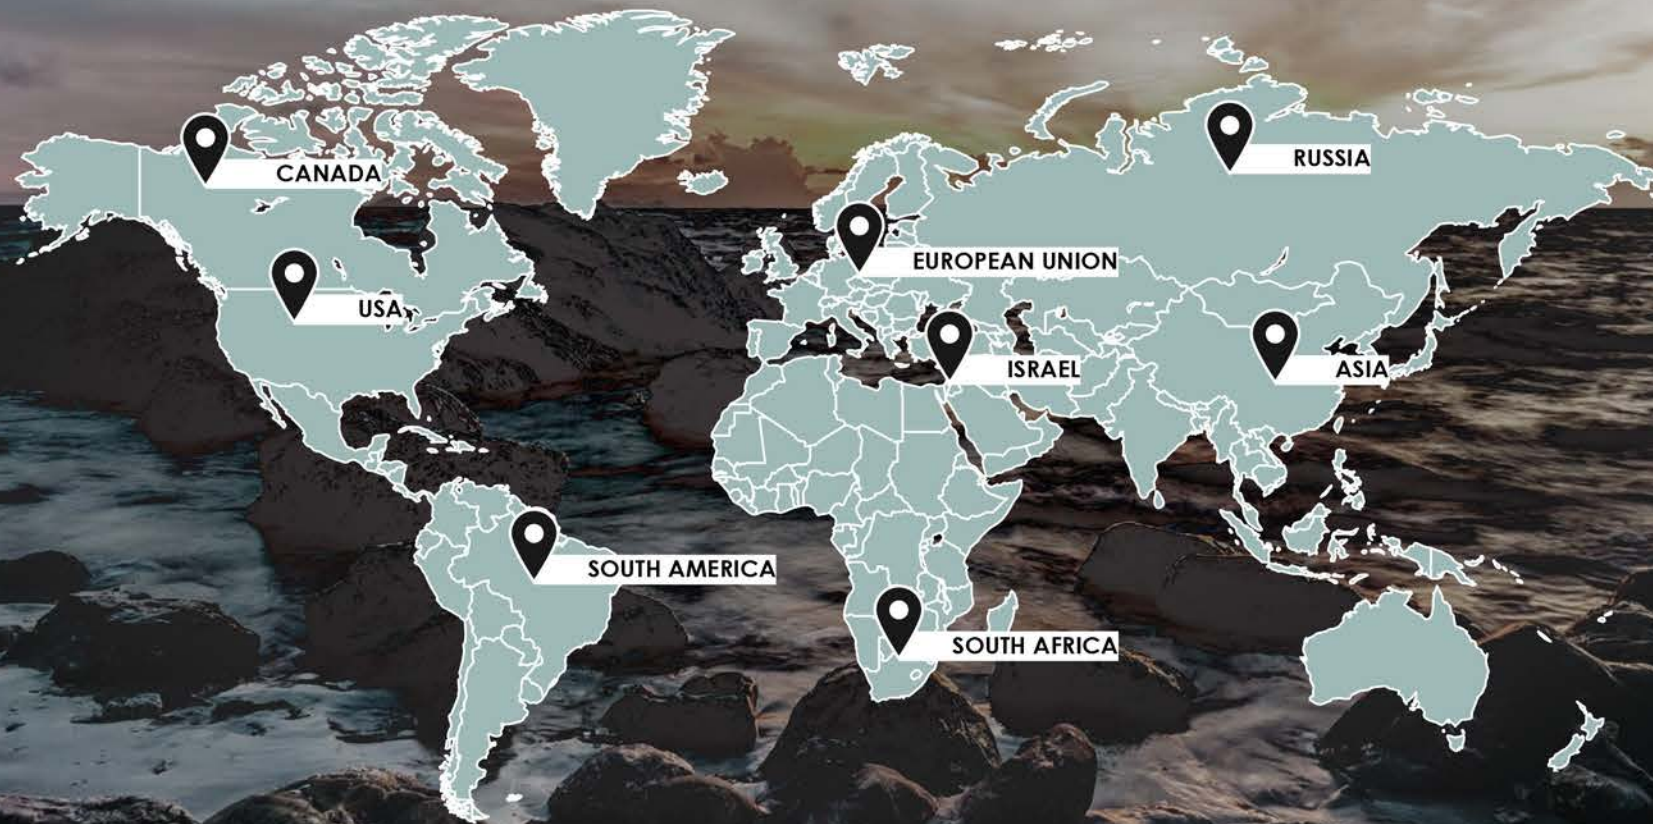 CANADA
RUSSIA
EUROPEAN UNION
USA
ISRAEL
ASIA
SOUTH AMERICA
SOUTH AFRICA